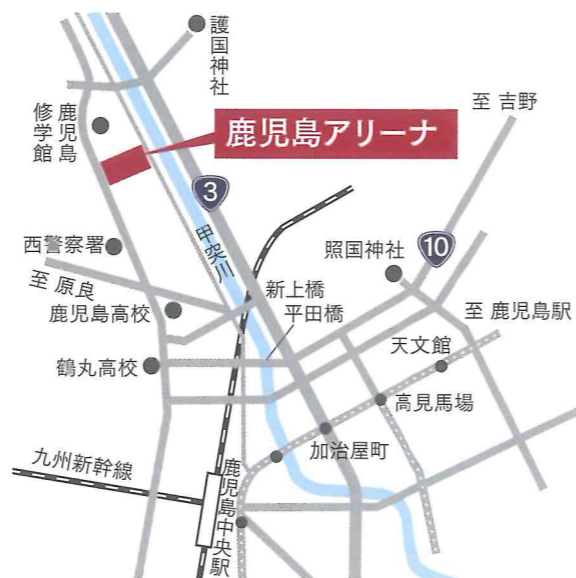 護国神社
鹿児島
修学館
鹿児島アリーナ
至 吉野
3
甲突川
10
西警察署
照国神社
至 原良
新上橋
平田橋
至 鹿児島駅
鹿児島高校
天文館
鶴丸高校
高見馬場
加治屋町
九州新幹線
鹿児島中央駅